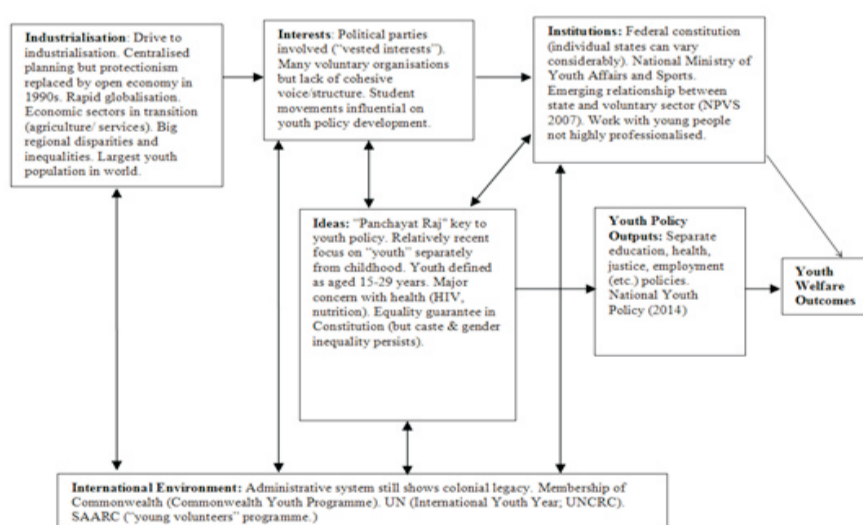 Industrialisation: Drive to
industrialisation. Centralised
planning but protectionism
replaced by open economy in
1990s. Rapid globalisation.
Economic sectors in transition
(agriculture/ services). Big
regional disparities and
inequalities. Largest youth
population in world.
Interests: Political parties
involved (“vested interests”).
Many voluntary organisations
but lack of cohesive
voice/structure. Student
movements influential on
youth policy development.
Institutions: Federal constitution
(individual states can vary
considerably). National Ministry of
Youth Affairs and Sports.
Emerging relationship between
state and voluntary sector (NPVS
2007). Work with young people
not highly professionalised.
Ideas: “Panchayat Raj” key to
youth policy. Relatively recent
focus on “youth” separately
from childhood. Youth defined
as aged 15-29 years. Major
concern with health (HIV,
nutrition). Equality guarantee in
Constitution (but caste & gender
inequality persists).
Youth Policy
Outputs: Separate
education, health,
justice, employment
(etc.) policies.
National Youth
Policy (2014)
Youth
Welfare
Outcomes
International Environment: Administrative system still shows colonial legacy. Membership of
Commonwealth (Commonwealth Youth Programme). UN (International Youth Year; UNCRC).
SAARC (“young volunteers” programme.)